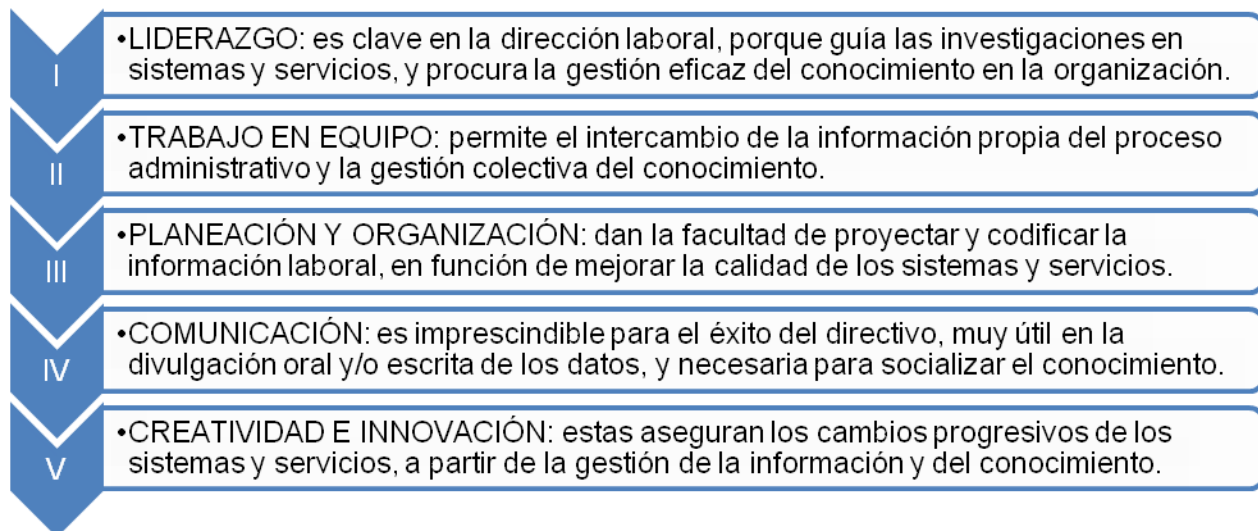 I
•LIDERAZGO: es clave en la dirección laboral, porque guía las investigaciones en
sistemas y servicios, y procura la gestión eficaz del conocimiento en la organización.
II
•TRABAJO EN EQUIPO: permite el intercambio de la información propia del proceso
administrativo y la gestión colectiva del conocimiento.
III
•PLANEACIÓN Y ORGANIZACIÓN: dan la facultad de proyectar y codificar la
información laboral, en función de mejorar la calidad de los sistemas y servicios.
IV
•COMUNICACIÓN: es imprescindible para el éxito del directivo, muy útil en la
divulgación oral y/o escrita de los datos, y necesaria para socializar el conocimiento.
V
•CREATIVIDAD E INNOVACIÓN: estas aseguran los cambios progresivos de los
sistemas y servicios, a partir de la gestión de la información y del conocimiento.